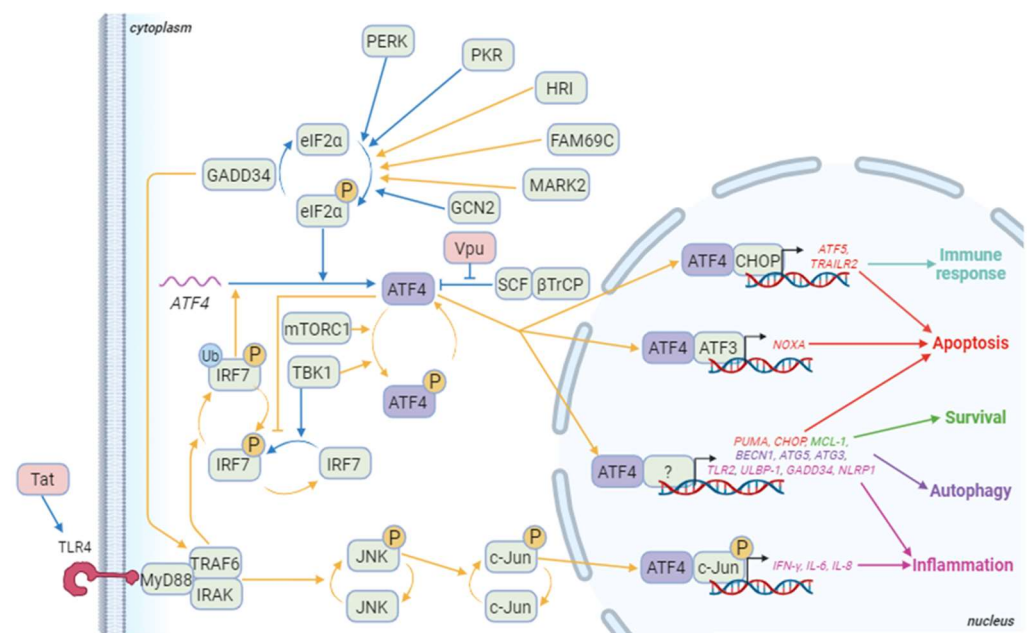 cytoplasm
PERK
PKR
HRI
FAM69C
MARK2
GCN2
eIF2α
GADD34
P
eIF2α
Vpu
ATF4
ATF4
SCF
βTrCP
mTORC1
TBK1
P
ATF4
Ub
P
IRF7
P
IRF7
IRF7
Tat
TLR4
MyD88
TRAF6
IRAK
P
JNK
JNK
P
c-Jun
c-Jun
ATF4
CHOP
ATF5,
TRAILR2
Immune
response
ATF4
ATF3
NOXA
Apoptosis
ATF4
?
PUMA, CHOP, MCL-1,
BECN1, ATG5, ATG3,
TLR2, ULBP-1, GADD34, NLRP1
Survival
Autophagy
P
ATF4
c-Jun
IFN-γ, IL-6, IL-8
Inflammation
nucleus